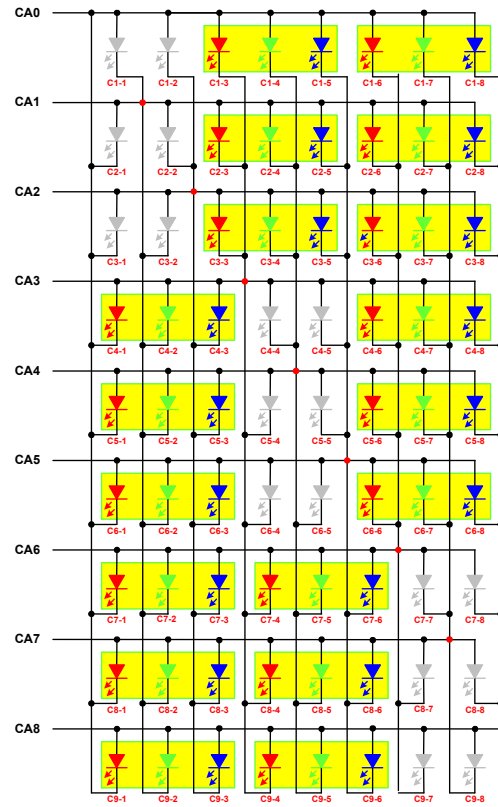 CA0
C1-1 C1-2 C1-3 C1-4 C1-5 C1-6 C1-7 C1-8
CA1
C2-1 C2-2 C2-3 C2-4 C2-5 C2-6 C2-7 C2-8
CA2
C3-1 C3-2 C3-3 C3-4 C3-5 C3-6 C3-7 C3-8
CA3
C4-1 C4-2 C4-3 C4-4 C4-5 C4-6 C4-7 C4-8
CA4
C5-1 C5-2 C5-3 C5-4 C5-5 C5-6 C5-7 C5-8
CA5
C6-1 C6-2 C6-3 C6-4 C6-5 C6-6 C6-7 C6-8
CA6
C7-1 C7-2 C7-3 C7-4 C7-5 C7-6 C7-7 C7-8
CA7
C8-1 C8-2 C8-3 C8-4 C8-5 C8-6 C8-7 C8-8
CA8
C9-1 C9-2 C9-3 C9-4 C9-5 C9-6 C9-7 C9-8